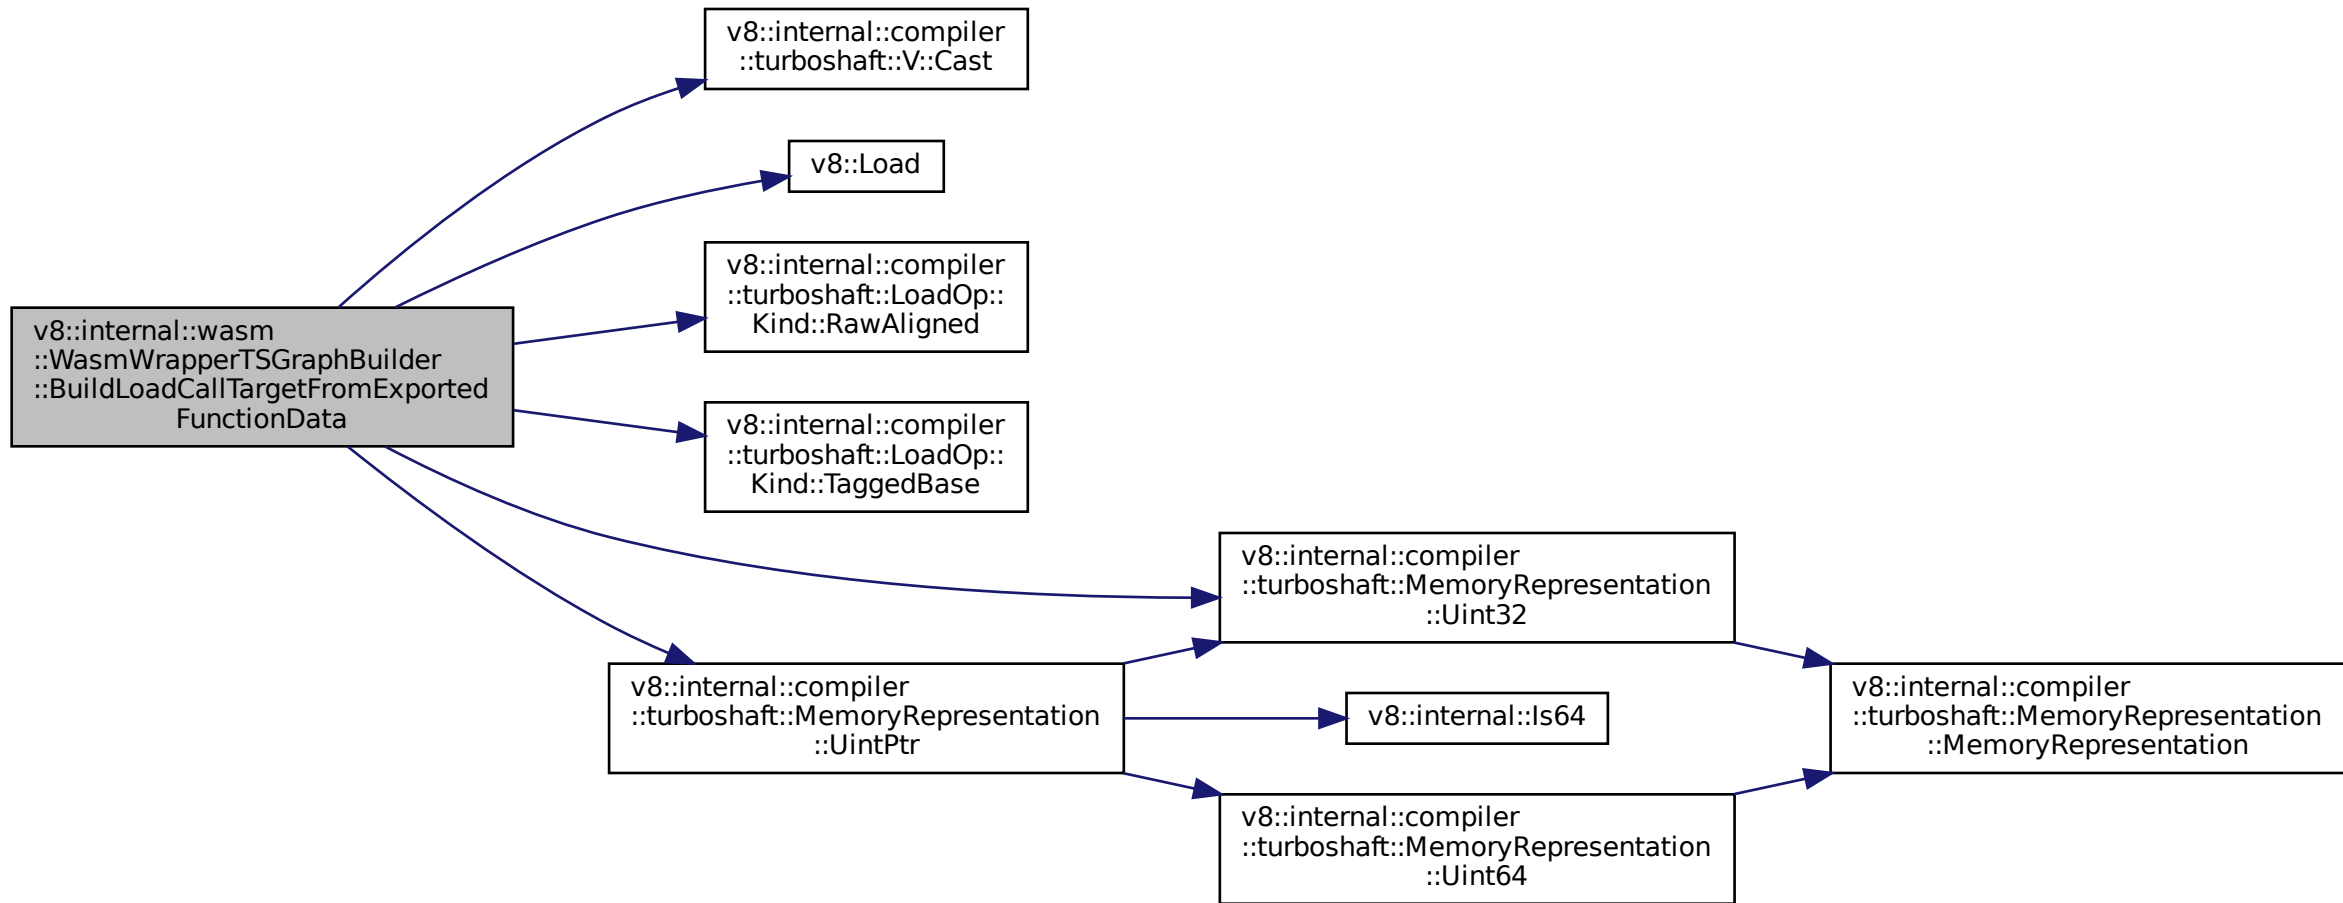 v8::internal::compiler
::turboshaft::V::Cast
v8::Load
v8::internal::compiler
::turboshaft::LoadOp::
Kind::RawAligned
v8::internal::wasm
::WasmWrapperTSGraphBuilder
::BuildLoadCallTargetFromExported
FunctionData
v8::internal::compiler
::turboshaft::LoadOp::
Kind::TaggedBase
v8::internal::compiler
::turboshaft::MemoryRepresentation
::Uint32
v8::internal::compiler
::turboshaft::MemoryRepresentation
::UintPtr
v8::internal::Is64
v8::internal::compiler
::turboshaft::MemoryRepresentation
::MemoryRepresentation
v8::internal::compiler
::turboshaft::MemoryRepresentation
::Uint64